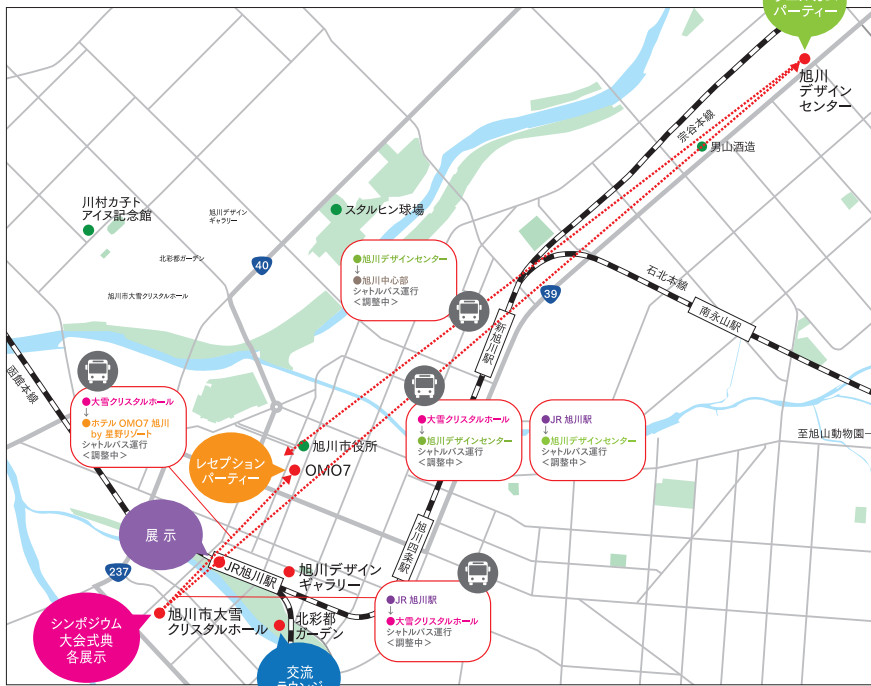 パーティー
旭川
デザイン
センター
宗谷本線
男山酒造
川村カ子ト
アイヌ記念館
旭川デザイン
ギャラリー
スタルヒン球場
北彩都ガーデン
40
旭川市大雪クリスタルホール
●旭川デザインセンター
↓
●旭川中心部
シャトルバス運行
<調整中>
39
石北本線
南永山駅
新旭川駅
函館本線
●大雪クリスタルホール
↓
●ホテル OMO7 旭川
by 星野リゾート
シャトルバス運行
<調整中>
●大雪クリスタルホール
↓
●旭川デザインセンター
シャトルバス運行
<調整中>
●JR 旭川駅
↓
●旭川デザインセンター
シャトルバス運行
<調整中>
至旭山動物園
旭川市役所
レセプション
パーティー
OMO7
展示
旭川四条駅
237
JR旭川駅
旭川デザイン
ギャラリー
●JR 旭川駅
↓
●大雪クリスタルホール
シャトルバス運行
<調整中>
シンポジウム
大会式典
各展示
旭川市大雪
クリスタルホール
北彩都
ガーデン
交流